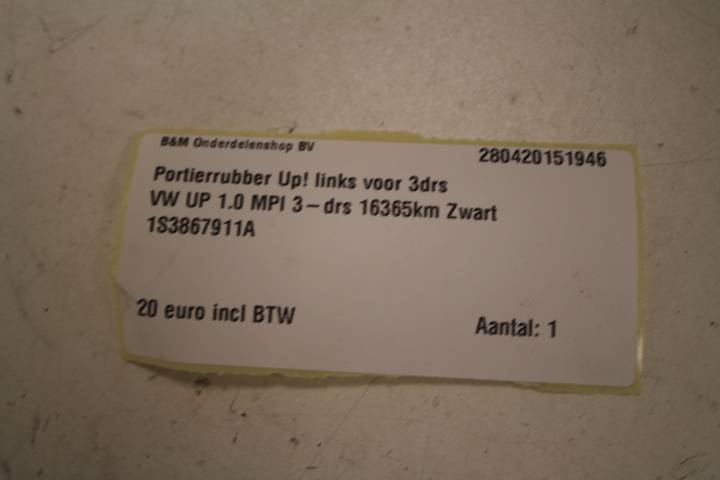 B&M Onderdelenshop BV
280420151946
Portierrubber Up! links voor 3drs
VW UP 1.0 MPI 3-drs 16365km Zwart
1S3867911A
20 euro incl BTW
Aantal: 1